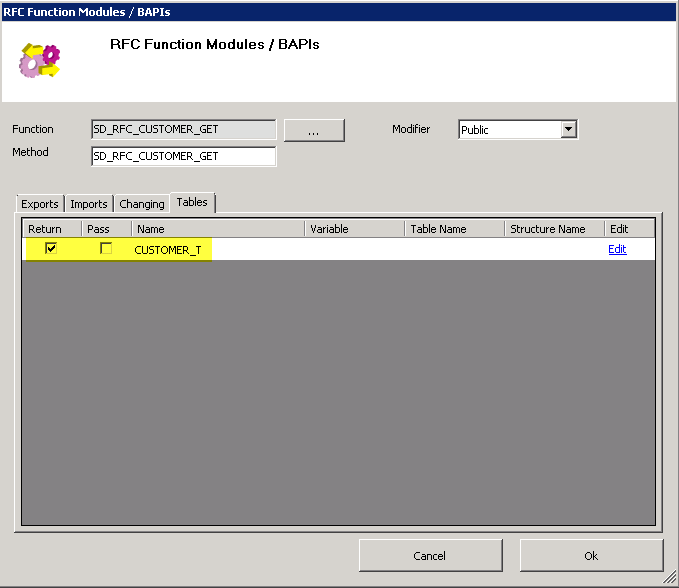 RFC Function Modules / BAPIs
RFC Function Modules / BAPIs
Function SD_RFC_CUSTOMER_GET ... Modifier Public
Method SD_RFC_CUSTOMER_GET
Exports Imports Changing Tables
Return Pass Name Variable Table Name Structure Name Edit
CUSTOMER_T Edit
Cancel Ok